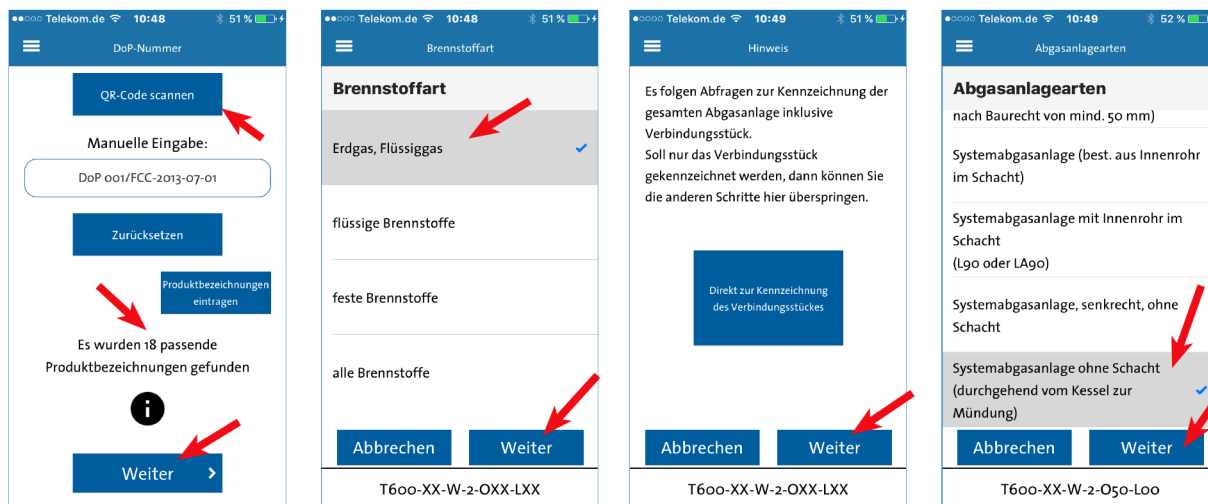 Telekom.de 10:48 51 %
DoP-Nummer
QR-Code scannen
Manuelle Eingabe:
DoP 001/FCC-2013-07-01
Zurücksetzen
Produktbezeichnungen
eintragen
Es wurden 18 passende
Produktbezeichnungen gefunden
i
Weiter
Telekom.de 10:48 51 %
Brennstoffart
Brennstoffart
Erdgas, Flüssiggas
flüssige Brennstoffe
feste Brennstoffe
alle Brennstoffe
Abbrechen Weiter
T600-XX-W-2-OXX-LXX
Telekom.de 10:49 51 %
Hinweis
Es folgen Abfragen zur Kennzeichnung der
gesamten Abgasanlage inklusive
Verbindungsstück.
Soll nur das Verbindungsstück
gekennzeichnet werden, dann können Sie
die anderen Schritte hier überspringen.
Direkt zur Kennzeichnung
des Verbindungsstückes
Abbrechen Weiter
T600-XX-W-2-OXX-LXX
Telekom.de 10:49 52 %
Abgasanlagearten
Abgasanlagearten
nach Baurecht von mind. 50 mm)
Systemabgasanlage (best. aus Innenrohr
im Schacht)
Systemabgasanlage mit Innenrohr im
Schacht
(L90 oder LA90)
Systemabgasanlage, senkrecht, ohne
Schacht
Systemabgasanlage ohne Schacht
(durchgehend vom Kessel zur
Mündung)
Abbrechen Weiter
T600-XX-W-2-O50-L00